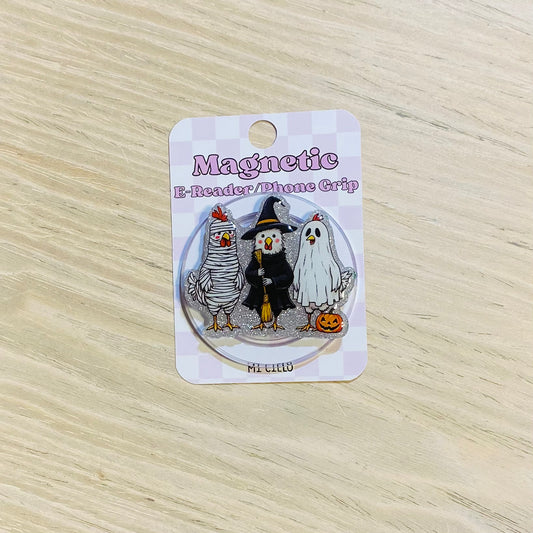 Magnetic
E-Reader/Phone Grip
MI CIELO